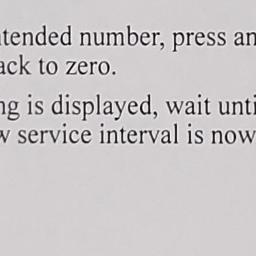 ntended number, press an
ack to zero.
ng is displayed, wait unti
w service interval is now